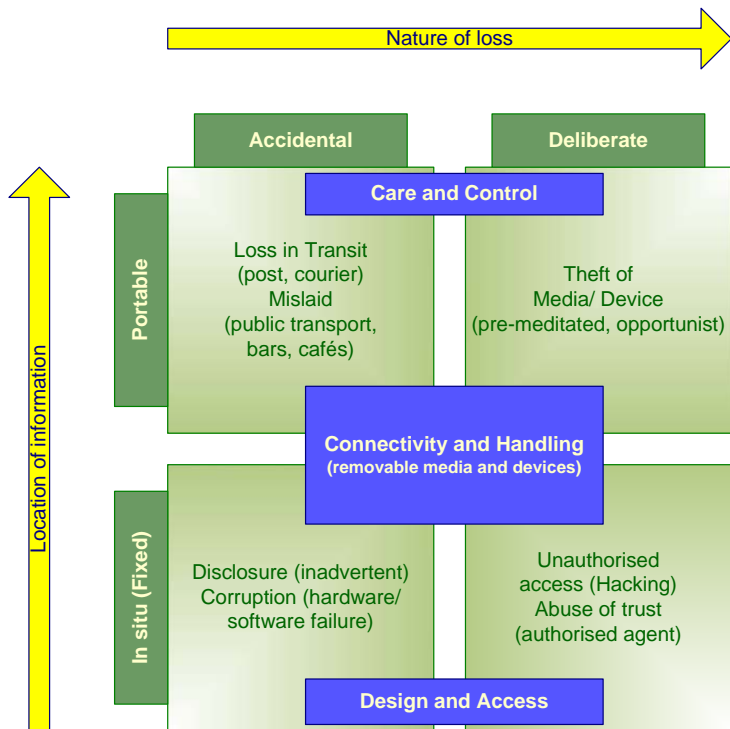 Nature of loss
Accidental
Deliberate
Care and Control
Location of information
Portable
Loss in Transit
(post, courier)
Mislaid
(public transport,
bars, cafés)
Theft of
Media/ Device
(pre-meditated, opportunist)
Connectivity and Handling
(removable media and devices)
In situ (Fixed)
Disclosure (inadvertent)
Corruption (hardware/
software failure)
Unauthorised
access (Hacking)
Abuse of trust
(authorised agent)
Design and Access